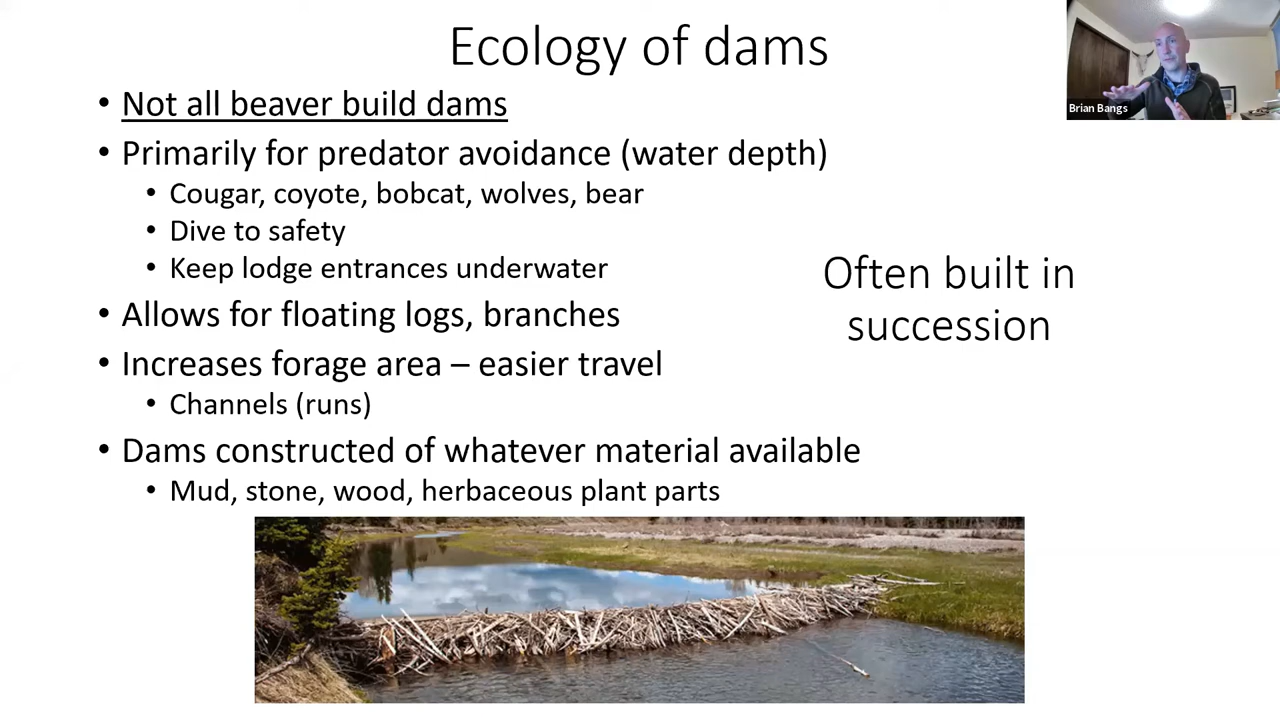 Ecology of dams
Brian Bangs
• Not all beaver build dams
• Primarily for predator avoidance (water depth)
• Cougar, coyote, bobcat, wolves, bear
• Dive to safety
• Keep lodge entrances underwater
• Allows for floating logs, branches
• Increases forage area – easier travel
• Channels (runs)
• Dams constructed of whatever material available
• Mud, stone, wood, herbaceous plant parts
Often built in
succession